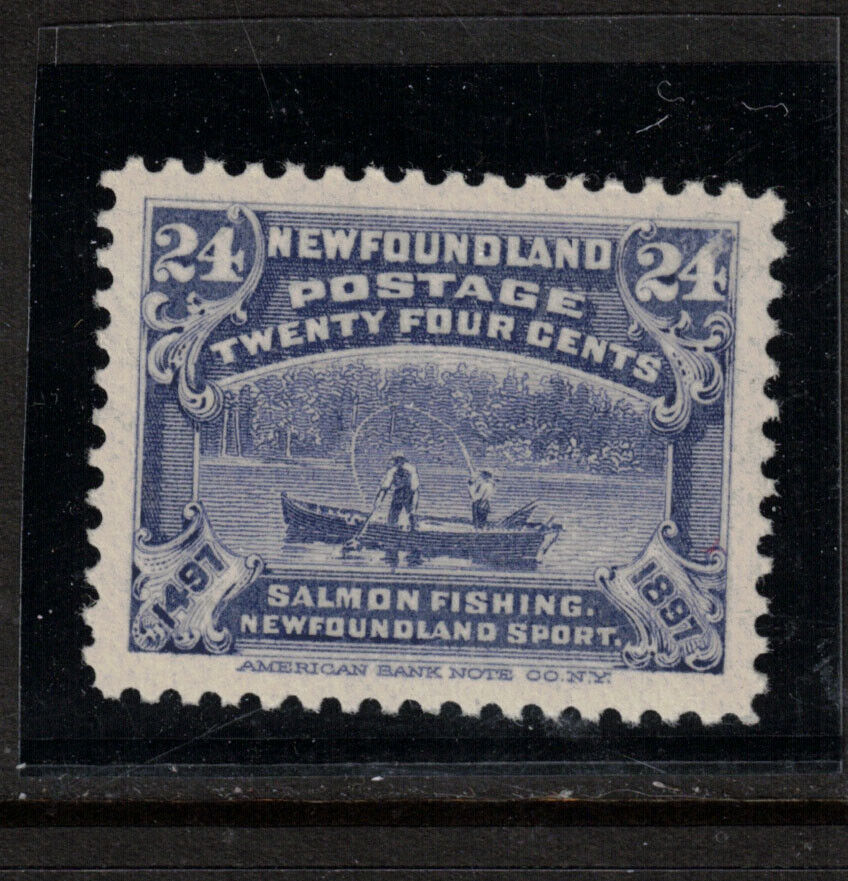 24 NEWFOUNDLAND 24
POSTAGE
TWENTY FOUR CENTS
1497 1897
SALMON FISHING.
NEWFOUNDLAND SPORT.
AMERICAN BANK NOTE CO. N.Y.